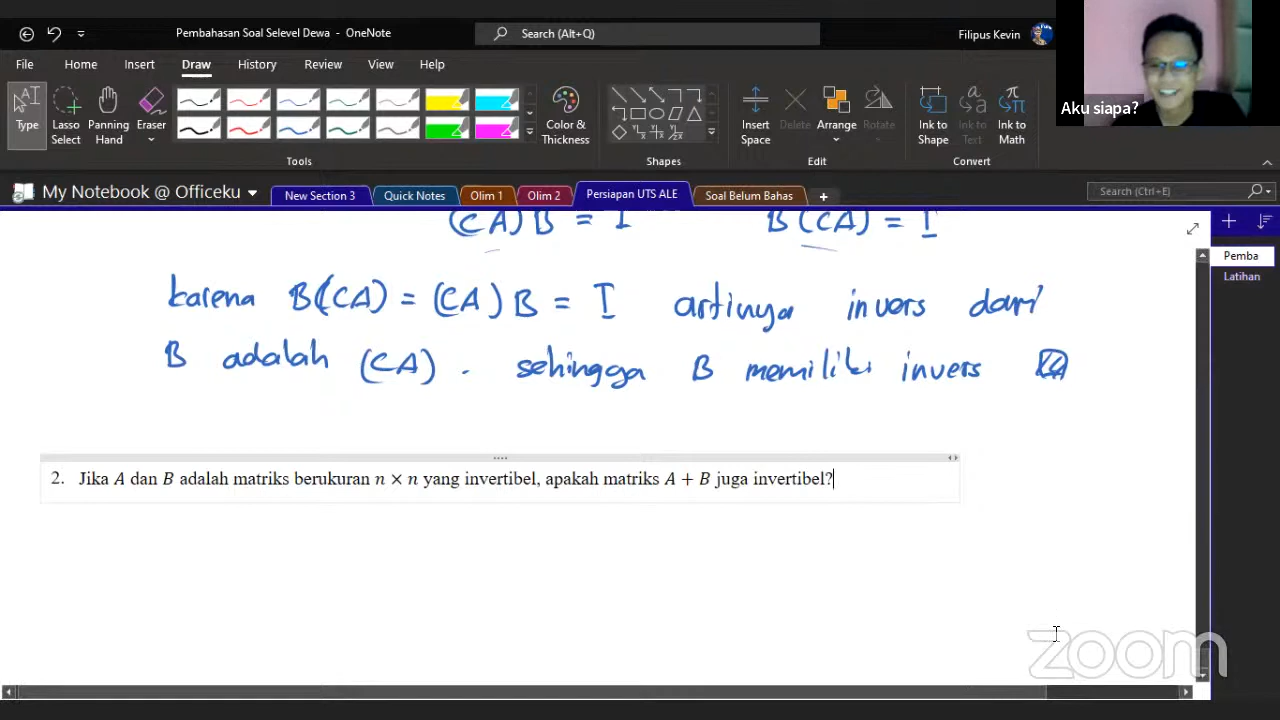 Pembahasan Soal Selevel Dewa - OneNote
Search (Alt+Q)
Filipus Kevin
File Home Insert Draw History Review View Help
Aku siapa?
Type
Lasso Select
Panning Hand
Eraser
Color & Thickness
Insert Space
Delete
Arrange
Rotate
Ink to Shape
Ink to Text
Ink to Math
Tools Shapes Edit Convert
My Notebook @ Officeku
New Section 3 Quick Notes Olim 1 Olim 2 Persiapan UTS ALE Soal Belum Bahas +
Search (Ctrl+E)
Pemba
Latihan
(CA)B = I B(CA) = I
karena B(CA) = (CA)B = I artinya invers dari
B adalah (CA). sehingga B memiliki invers
2. Jika A dan B adalah matriks berukuran n × n yang invertibel, apakah matriks A + B juga invertibel?
zoom